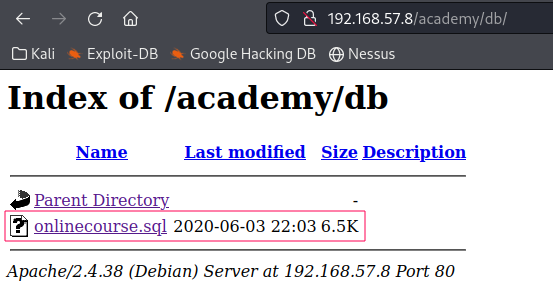 192.168.57.8/academy/db/
Kali Exploit-DB Google Hacking DB Nessus
Index of /academy/db
Name Last modified Size Description
Parent Directory -
onlinecourse.sql 2020-06-03 22:03 6.5K
Apache/2.4.38 (Debian) Server at 192.168.57.8 Port 80